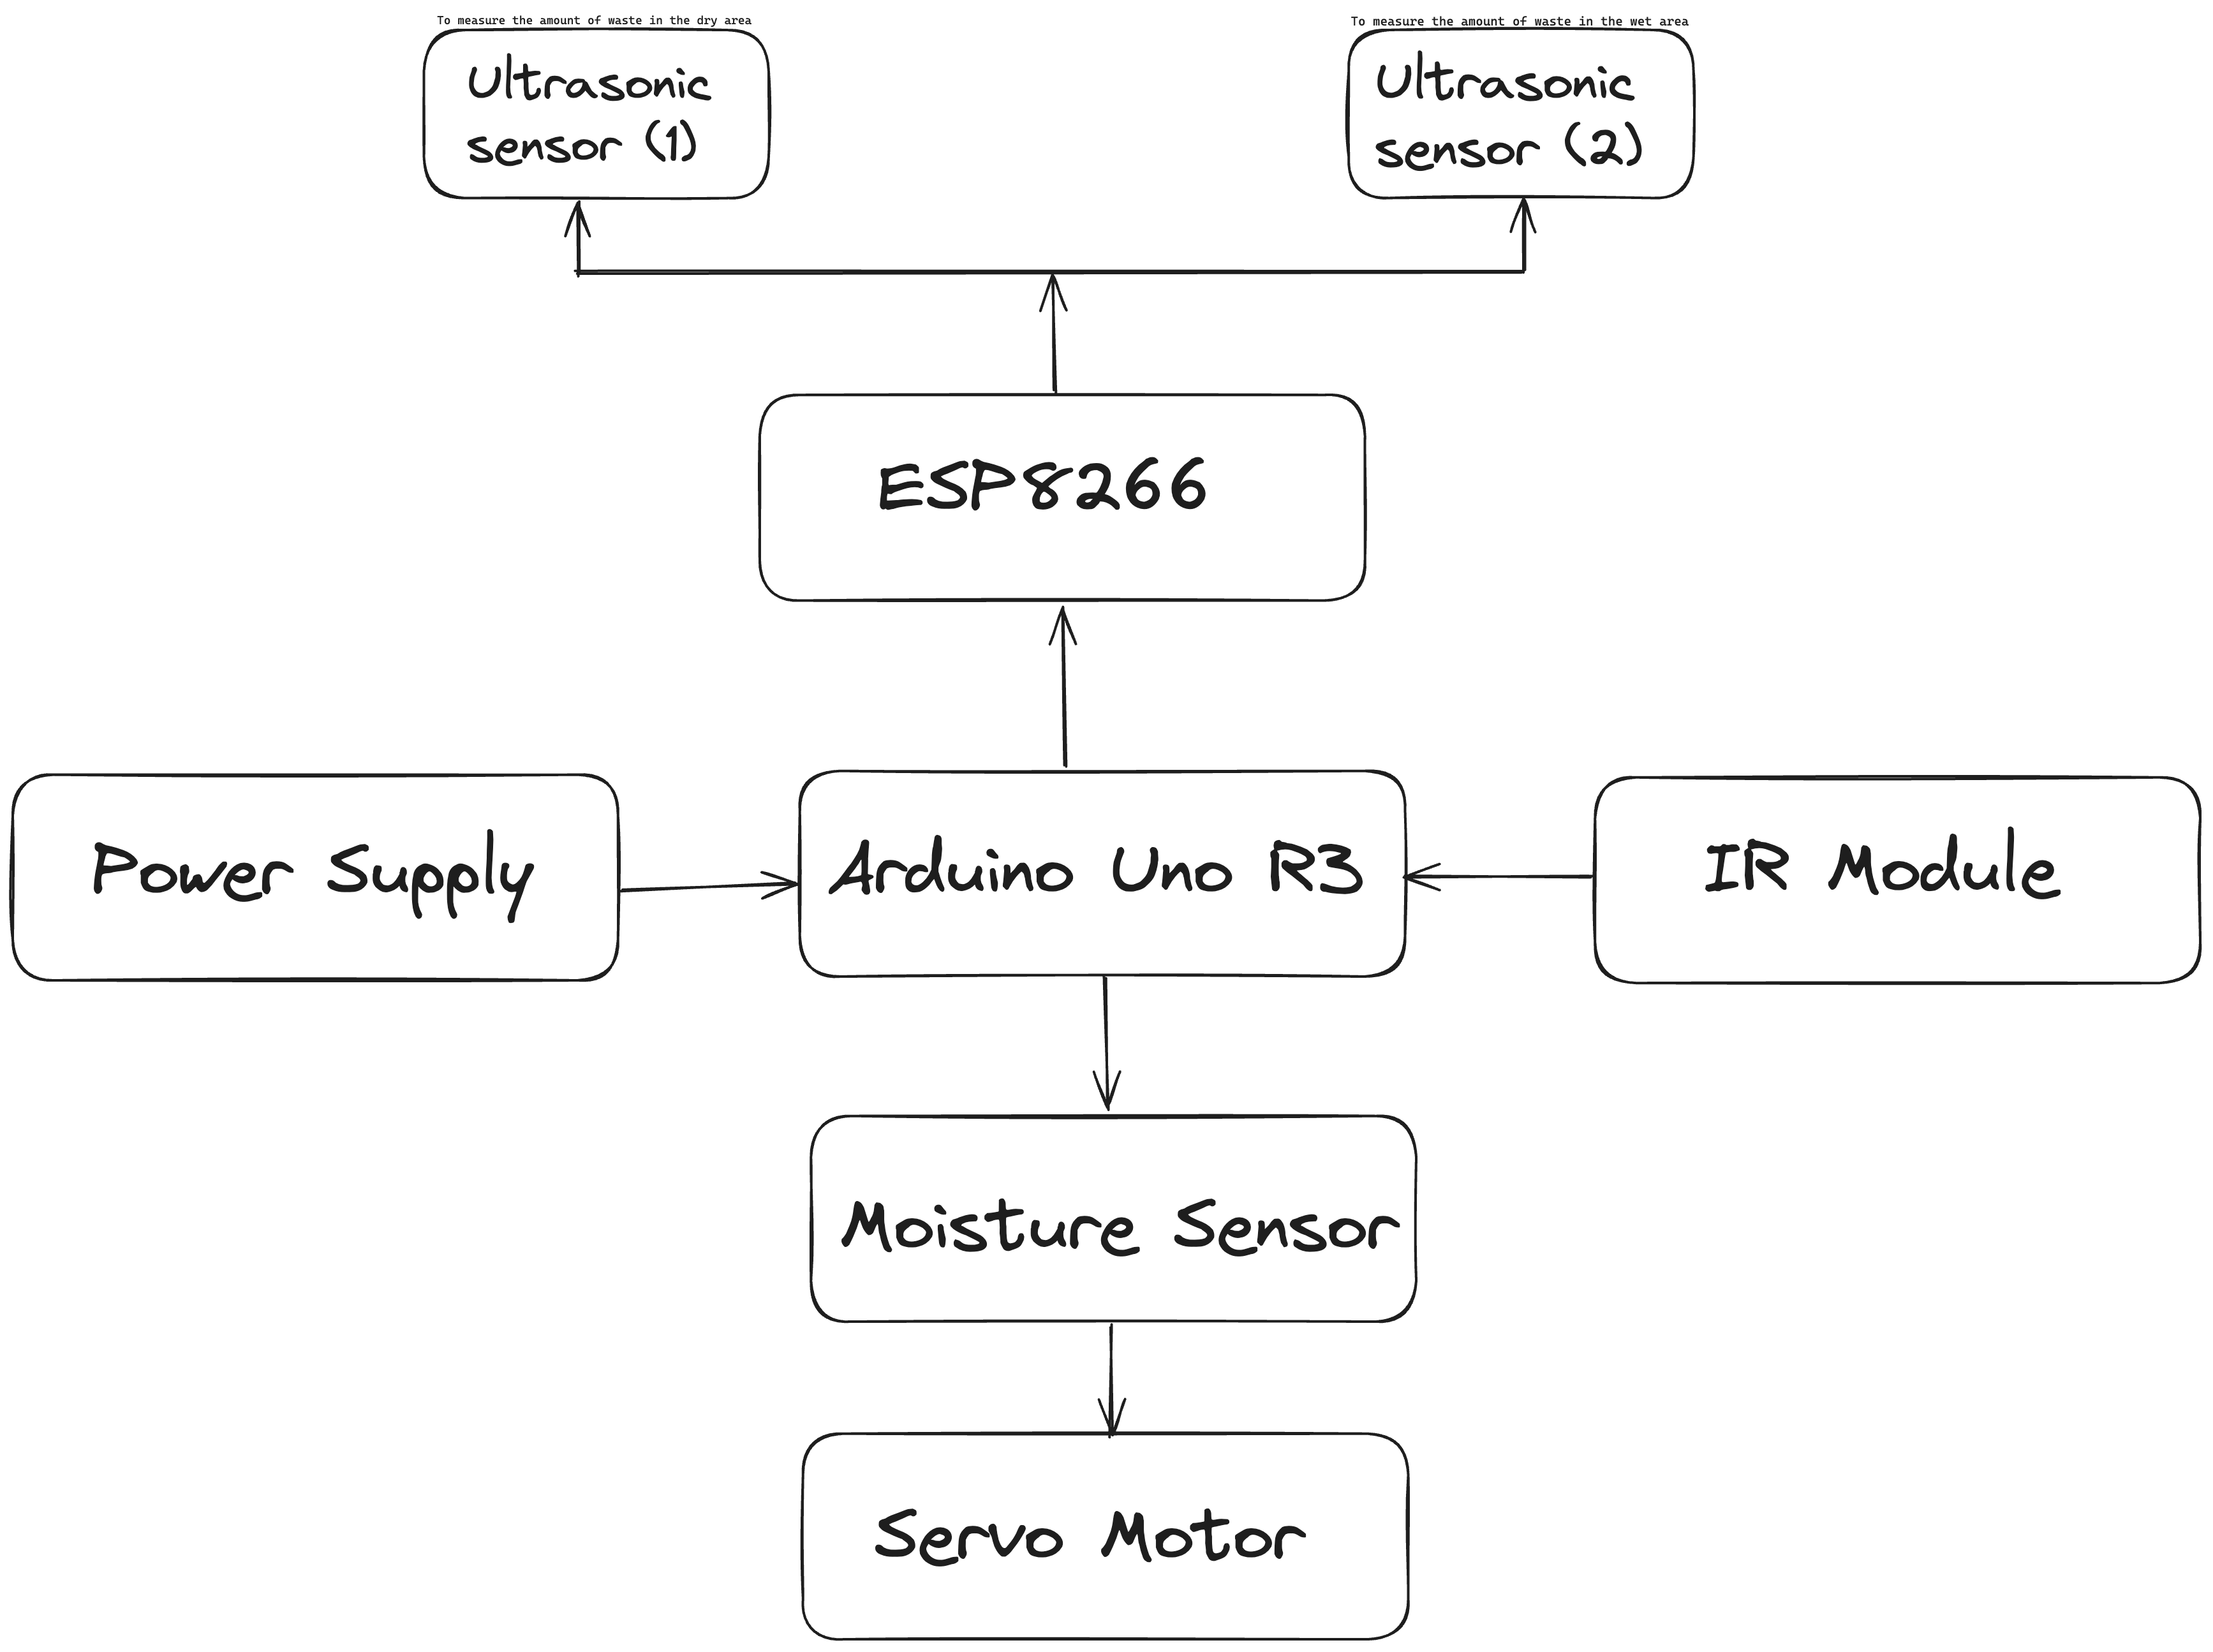 To measure the amount of waste in the dry area
To measure the amount of waste in the wet area
Ultrasonic
sensor (1)
Ultrasonic
sensor (2)
ESP8266
Power Supply
Arduino Uno R3
IR Module
Moisture Sensor
Servo Motor